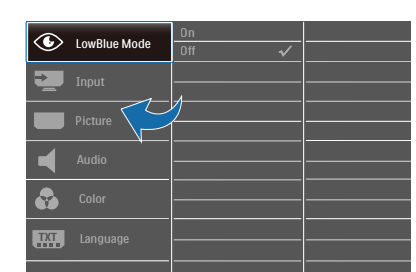 LowBlue Mode
On
Off
Input
Picture
Audio
Color
TXT
Language